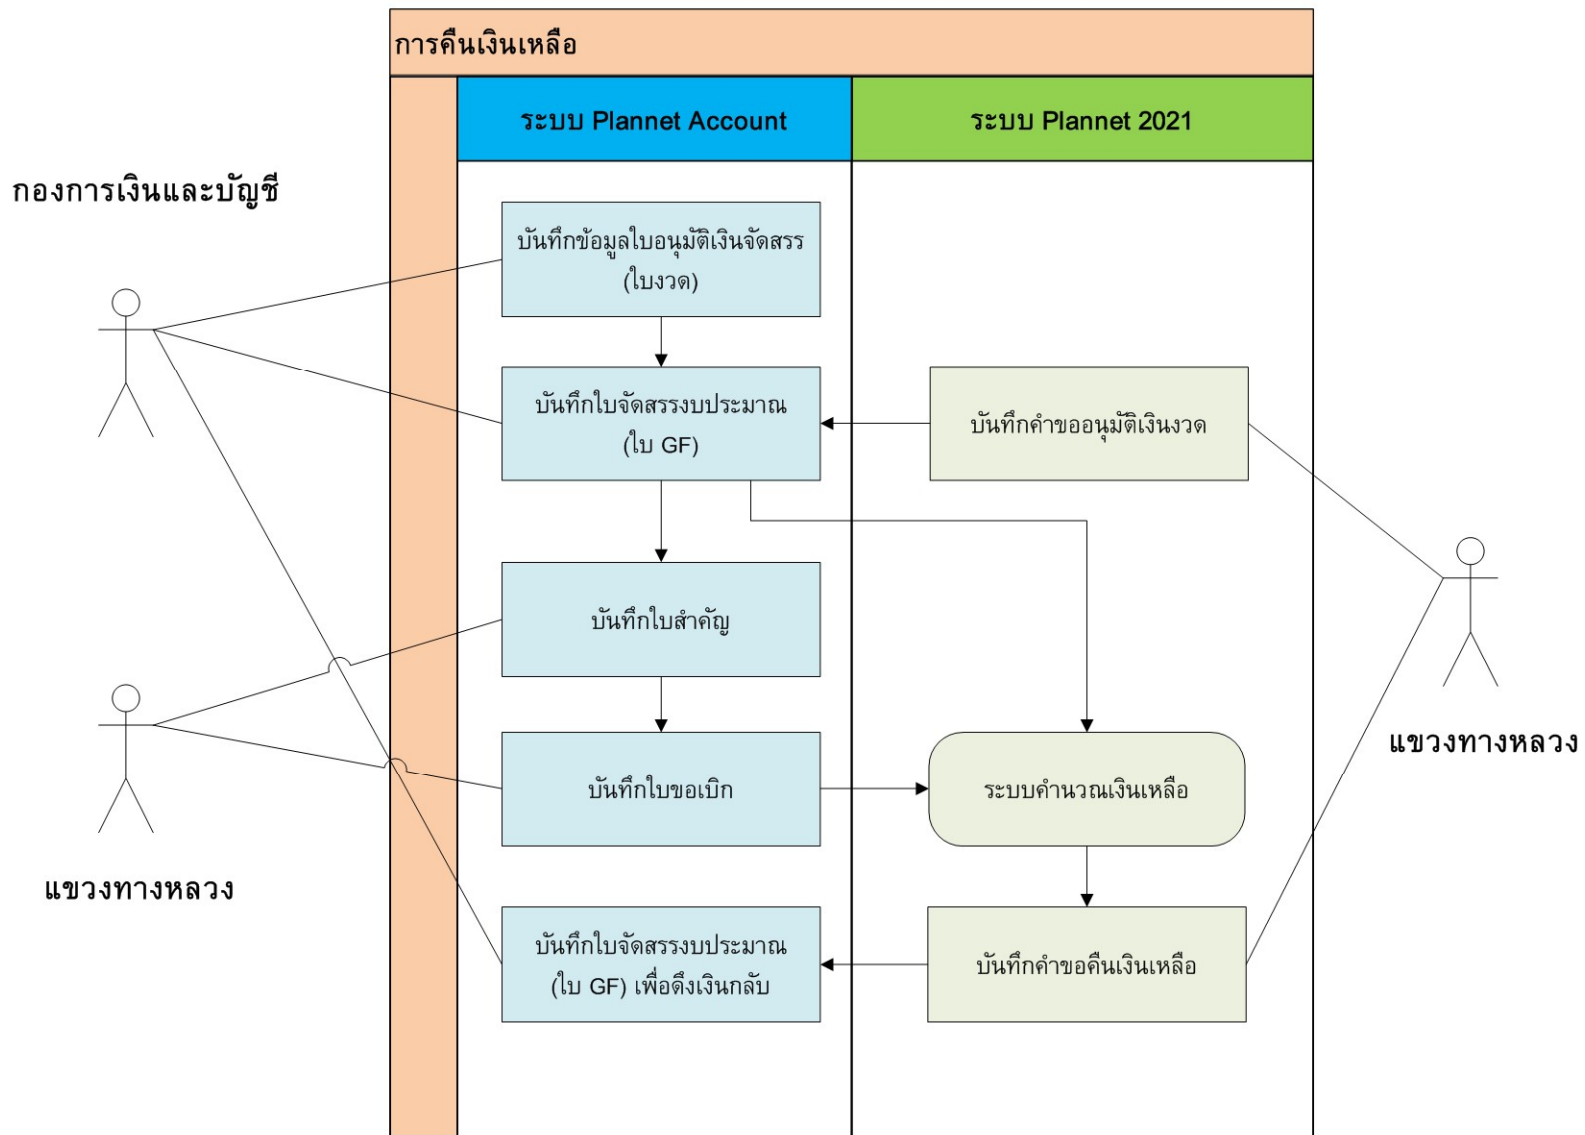 การคืนเงินเหลือ
ระบบ Plannet Account
ระบบ Plannet 2021
กองการเงินและบัญชี
บันทึกข้อมูลใบอนุมัติเงินจัดสรร
(ใบงวด)
บันทึกใบจัดสรรงบประมาณ
(ใบ GF)
บันทึกคำขออนุมัติเงินงวด
บันทึกใบสำคัญ
แขวงทางหลวง
บันทึกใบขอเบิก
ระบบคำนวณเงินเหลือ
แขวงทางหลวง
บันทึกใบจัดสรรงบประมาณ
(ใบ GF) เพื่อดึงเงินกลับ
บันทึกคำขอคืนเงินเหลือ